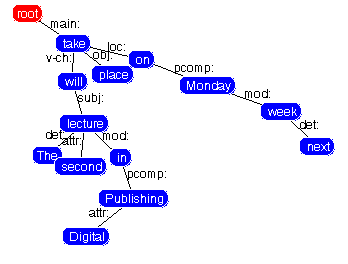 root
main:
take
v-ch:
obj:
loc:
will
place
on
subj:
pcomp:
Monday
lecture
mod:
week
det:
attr:
mod:
det:
The
second
in
next
pcomp:
Publishing
attr:
Digital